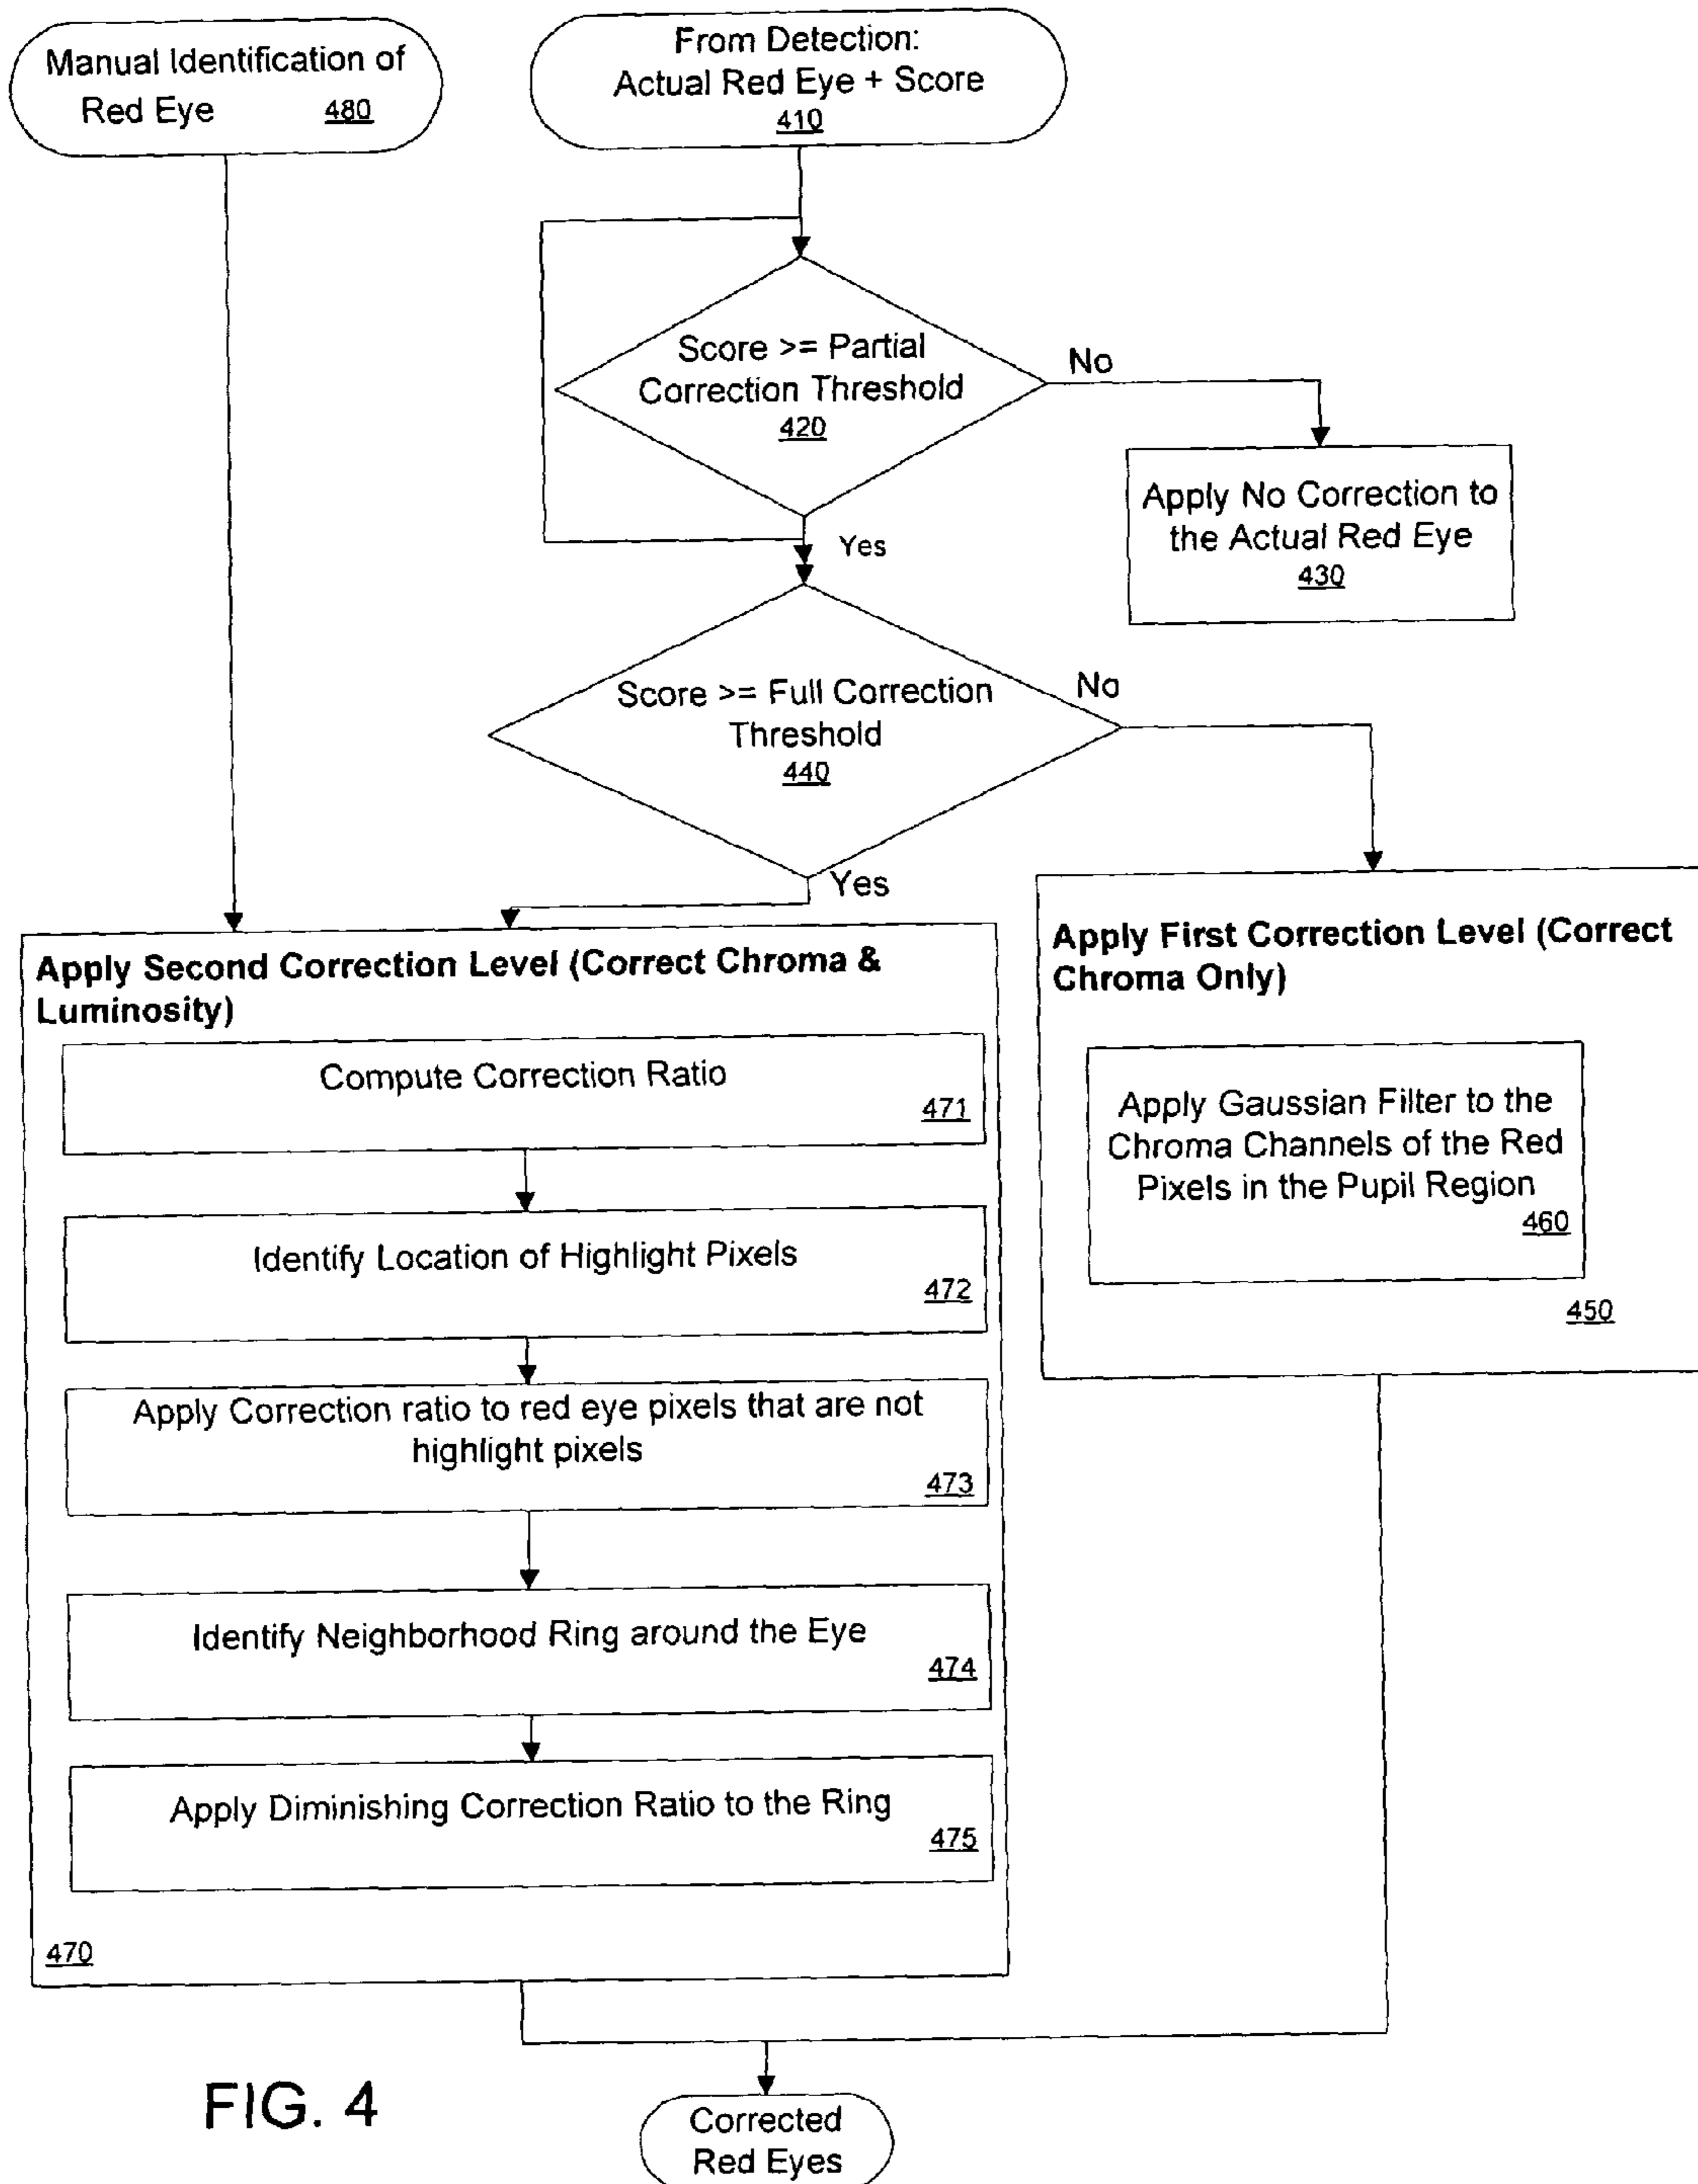 Manual Identification of
Red Eye 480
From Detection:
Actual Red Eye + Score
410
Score >= Partial
Correction Threshold
420
No
Apply No Correction to
the Actual Red Eye
430
Yes
Score >= Full Correction
Threshold
440
No
Yes
Apply Second Correction Level (Correct Chroma &
Luminosity)
Compute Correction Ratio
471
Identify Location of Highlight Pixels
472
Apply Correction ratio to red eye pixels that are not
highlight pixels
473
Identify Neighborhood Ring around the Eye
474
Apply Diminishing Correction Ratio to the Ring
475
470
Apply First Correction Level (Correct
Chroma Only)
Apply Gaussian Filter to the
Chroma Channels of the Red
Pixels in the Pupil Region
460
450
FIG. 4
Corrected
Red Eyes